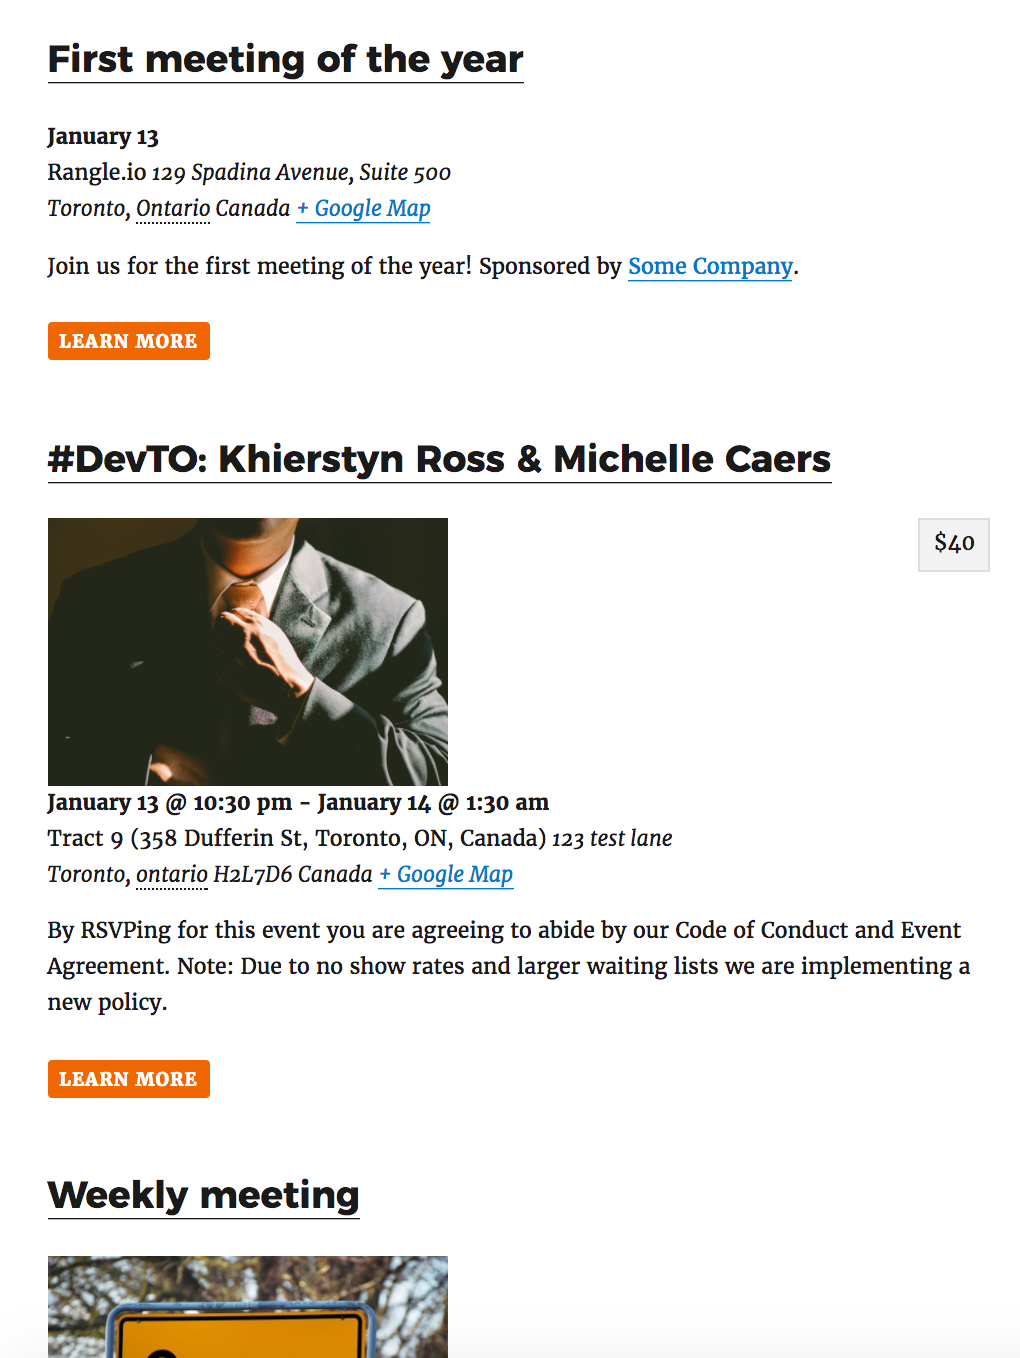 First meeting of the year
January 13
Rangle.io 129 Spadina Avenue, Suite 500
Toronto, Ontario Canada + Google Map
Join us for the first meeting of the year! Sponsored by Some Company.
LEARN MORE
#DevTO: Khierstyn Ross & Michelle Caers
$40
January 13 @ 10:30 pm - January 14 @ 1:30 am
Tract 9 (358 Dufferin St, Toronto, ON, Canada) 123 test lane
Toronto, ontario H2L7D6 Canada + Google Map
By RSVPing for this event you are agreeing to abide by our Code of Conduct and Event
Agreement. Note: Due to no show rates and larger waiting lists we are implementing a
new policy.
LEARN MORE
Weekly meeting